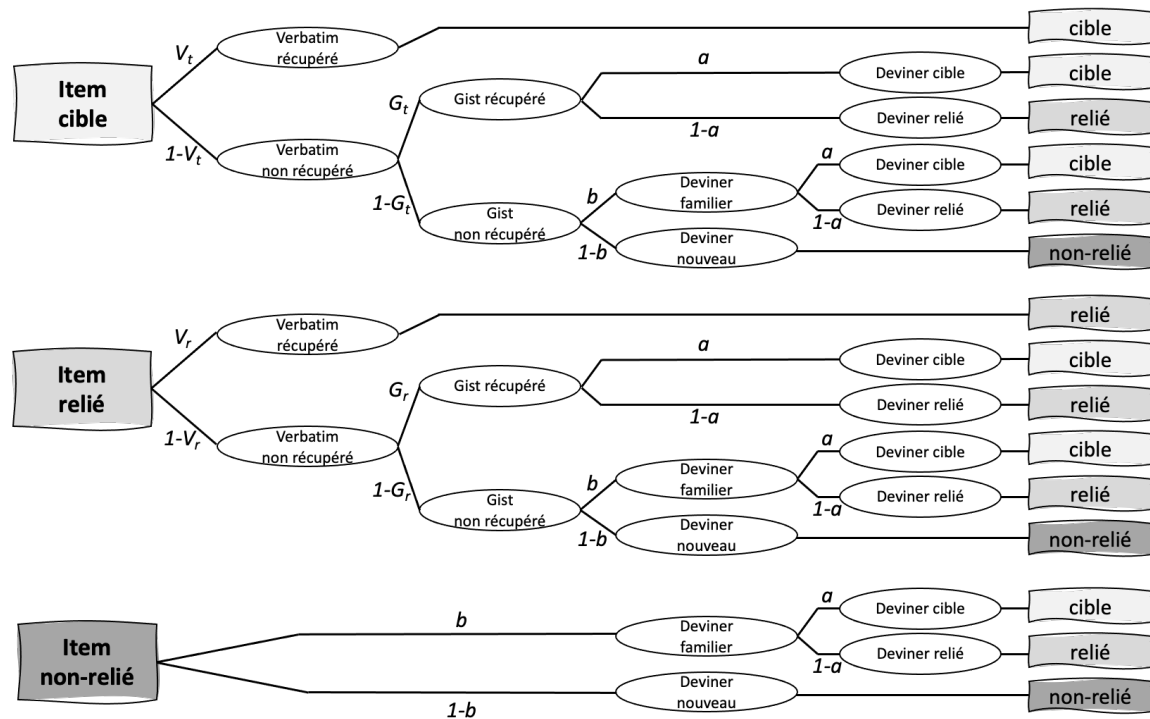 Item
cible
V_t
1-V_t
Verbatim
récupéré
cible
Verbatim
non récupéré
G_t
1-G_t
Gist récupéré
a
Deviner cible
cible
1-a
Deviner relié
relié
Gist
non récupéré
b
Deviner
familier
a
Deviner cible
cible
1-a
Deviner relié
relié
1-b
Deviner
nouveau
non-relié
Item
relié
V_r
1-V_r
Verbatim
récupéré
relié
Verbatim
non récupéré
G_r
1-G_r
Gist récupéré
a
Deviner cible
cible
1-a
Deviner relié
relié
Gist
non récupéré
b
Deviner
familier
a
Deviner cible
cible
1-a
Deviner relié
relié
1-b
Deviner
nouveau
non-relié
Item
non-relié
b
Deviner
familier
a
Deviner cible
cible
1-a
Deviner relié
relié
1-b
Deviner
nouveau
non-relié